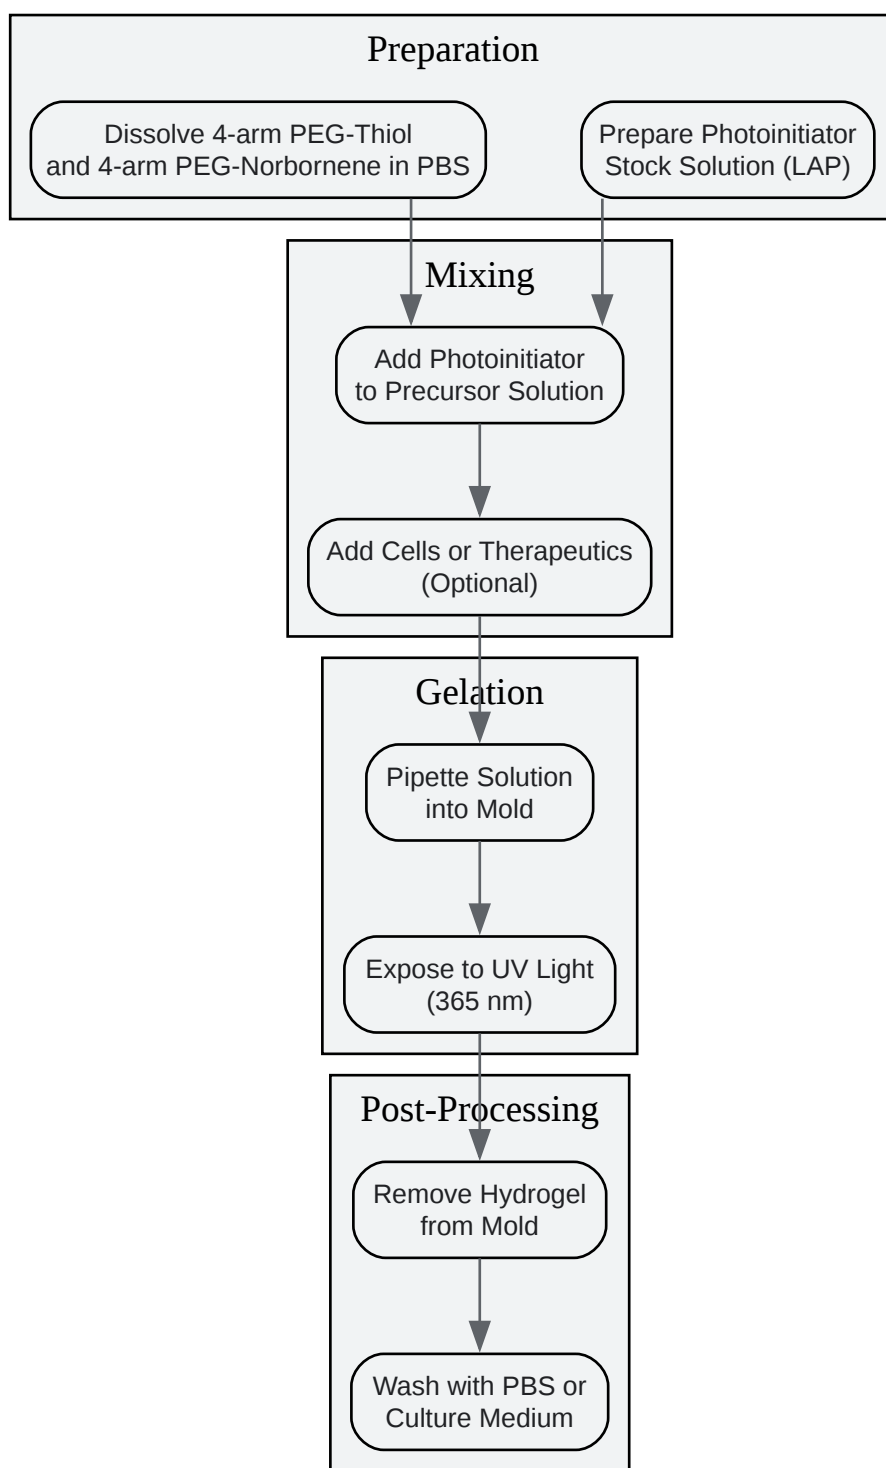 Preparation
Dissolve 4-arm PEG-Thiol
and 4-arm PEG-Norbornene in PBS
Prepare Photoinitiator
Stock Solution (LAP)
Mixing
Add Photoinitiator
to Precursor Solution
Add Cells or Therapeutics
(Optional)
Gelation
Pipette Solution
into Mold
Expose to UV Light
(365 nm)
Post-Processing
Remove Hydrogel
from Mold
Wash with PBS or
Culture Medium